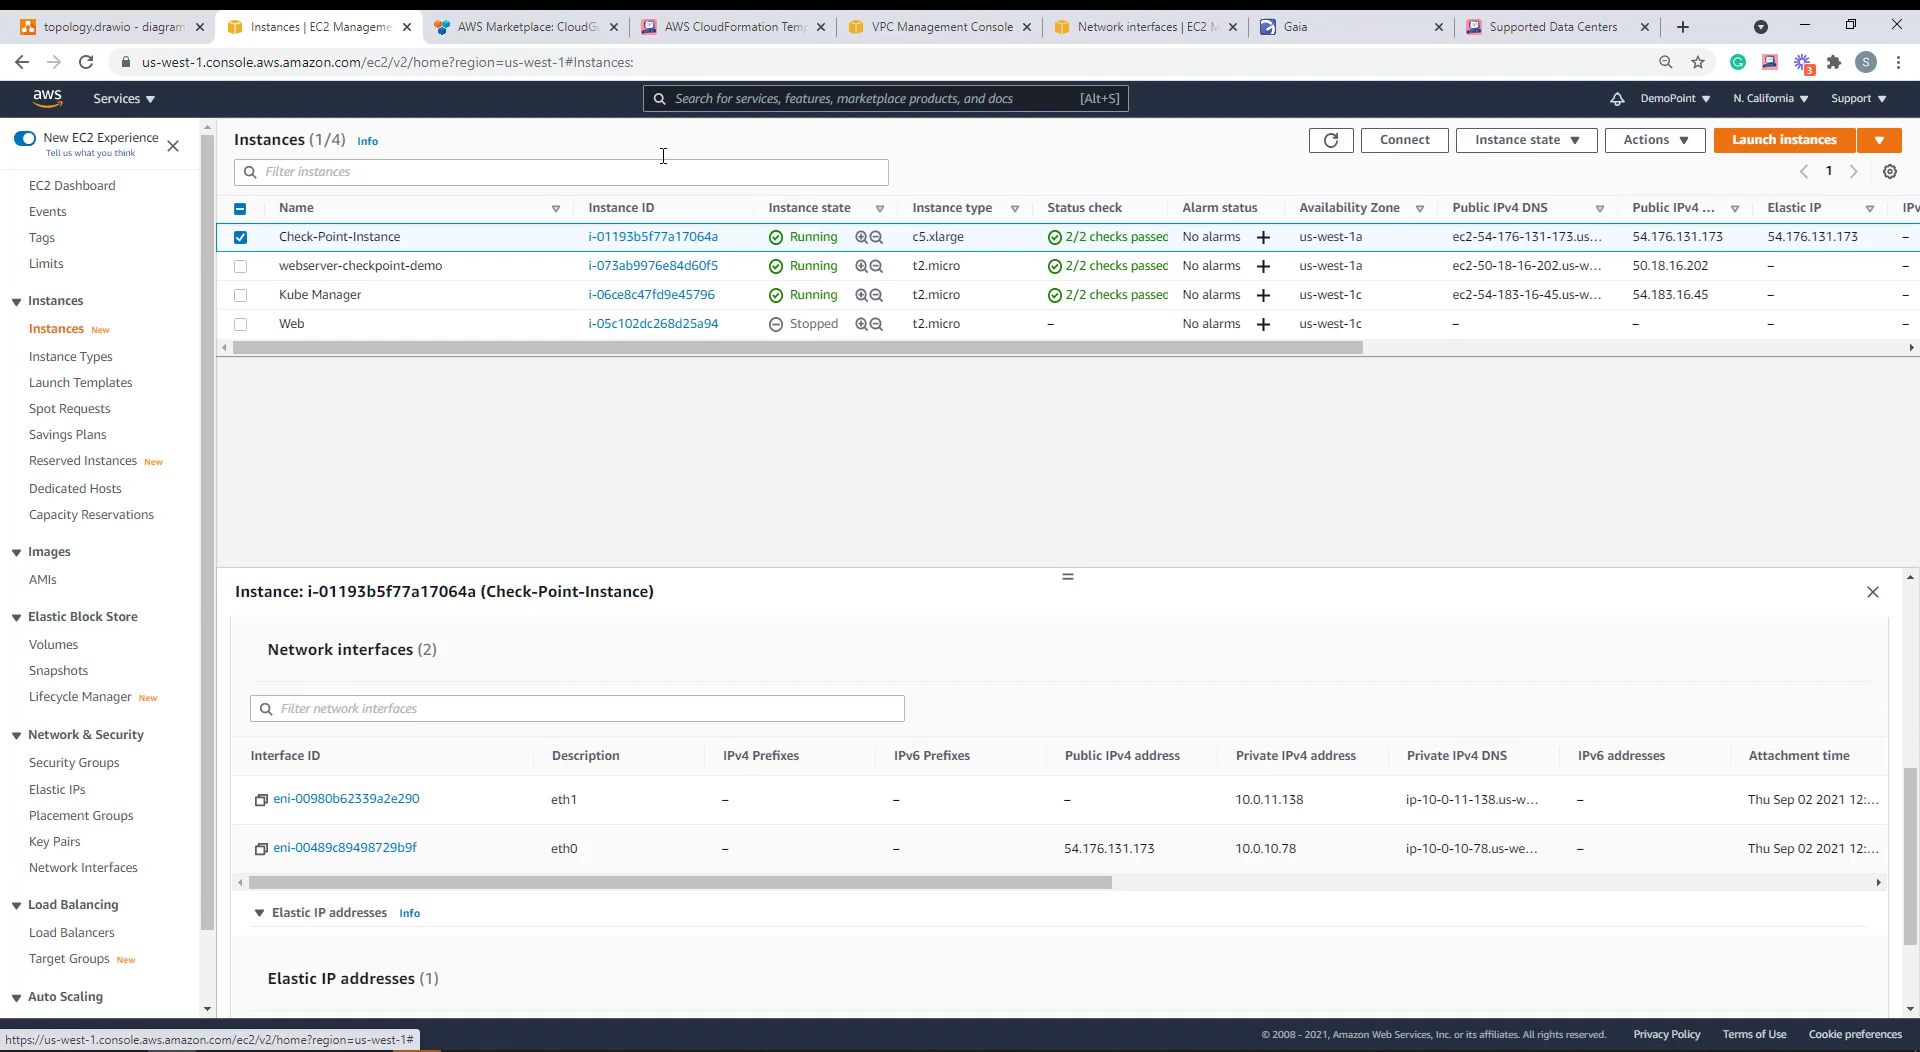 topology.drawio - diagram
Instances | EC2 Manageme
AWS Marketplace: CloudG
AWS CloudFormation Temp
VPC Management Console
Network interfaces | EC2 M
Gaia
Supported Data Centers
us-west-1.console.aws.amazon.com/ec2/v2/home?region=us-west-1#Instances:
3
S
aws
Services
Search for services, features, marketplace products, and docs
[Alt+S]
DemoPoint
N. California
Support
New EC2 Experience
Tell us what you think
EC2 Dashboard
Events
Tags
Limits
Instances
Instances New
Instance Types
Launch Templates
Spot Requests
Savings Plans
Reserved Instances New
Dedicated Hosts
Capacity Reservations
Images
AMIs
Elastic Block Store
Volumes
Snapshots
Lifecycle Manager New
Network & Security
Security Groups
Elastic IPs
Placement Groups
Key Pairs
Network Interfaces
Load Balancing
Load Balancers
Target Groups New
Auto Scaling
Instances (1/4) Info
Connect
Instance state
Actions
Launch instances
Filter instances
1
Name Instance ID Instance state Instance type Status check Alarm status Availability Zone Public IPv4 DNS Public IPv4 ... Elastic IP IPv
Check-Point-Instance i-01193b5f77a17064a Running c5.xlarge 2/2 checks passed No alarms + us-west-1a ec2-54-176-131-173.us... 54.176.131.173 54.176.131.173 –
webserver-checkpoint-demo i-073ab9976e84d60f5 Running t2.micro 2/2 checks passed No alarms + us-west-1a ec2-50-18-16-202.us-w... 50.18.16.202 – –
Kube Manager i-06ce8c47fd9e45796 Running t2.micro 2/2 checks passed No alarms + us-west-1c ec2-54-183-16-45.us-w... 54.183.16.45 – –
Web i-05c102dc268d25a94 Stopped t2.micro – No alarms + us-west-1c – – – –
Instance: i-01193b5f77a17064a (Check-Point-Instance)
Network interfaces (2)
Filter network interfaces
Interface ID Description IPv4 Prefixes IPv6 Prefixes Public IPv4 address Private IPv4 address Private IPv4 DNS IPv6 addresses Attachment time
eni-00980b62339a2e290 eth1 – – – 10.0.11.138 ip-10-0-11-138.us-w... – Thu Sep 02 2021 12:...
eni-00489c89498729b9f eth0 – – 54.176.131.173 10.0.10.78 ip-10-0-10-78.us-we... – Thu Sep 02 2021 12:...
Elastic IP addresses Info
Elastic IP addresses (1)
https://us-west-1.console.aws.amazon.com/ec2/v2/home?region=us-west-1#
© 2008 - 2021, Amazon Web Services, Inc. or its affiliates. All rights reserved.
Privacy Policy
Terms of Use
Cookie preferences